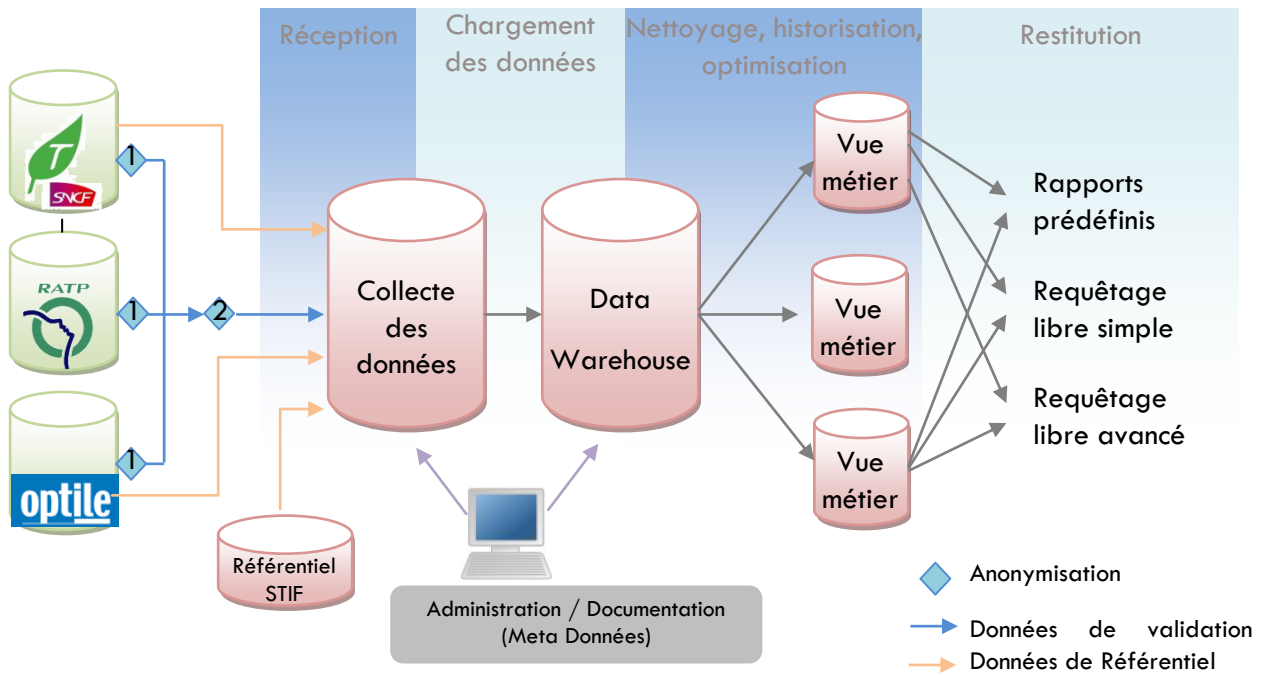 Réception
Chargement
des données
Nettoyage, historisation,
optimisation
Restitution
T
SNCF
1
RATP
1
2
optile
1
Collecte
des
données
Data
Warehouse
Vue
métier
Vue
métier
Vue
métier
Rapports
prédéfinis
Requêtage
libre simple
Requêtage
libre avancé
Référentiel
STIF
Administration / Documentation
(Meta Données)
Anonymisation
Données de validation
Données de Référentiel